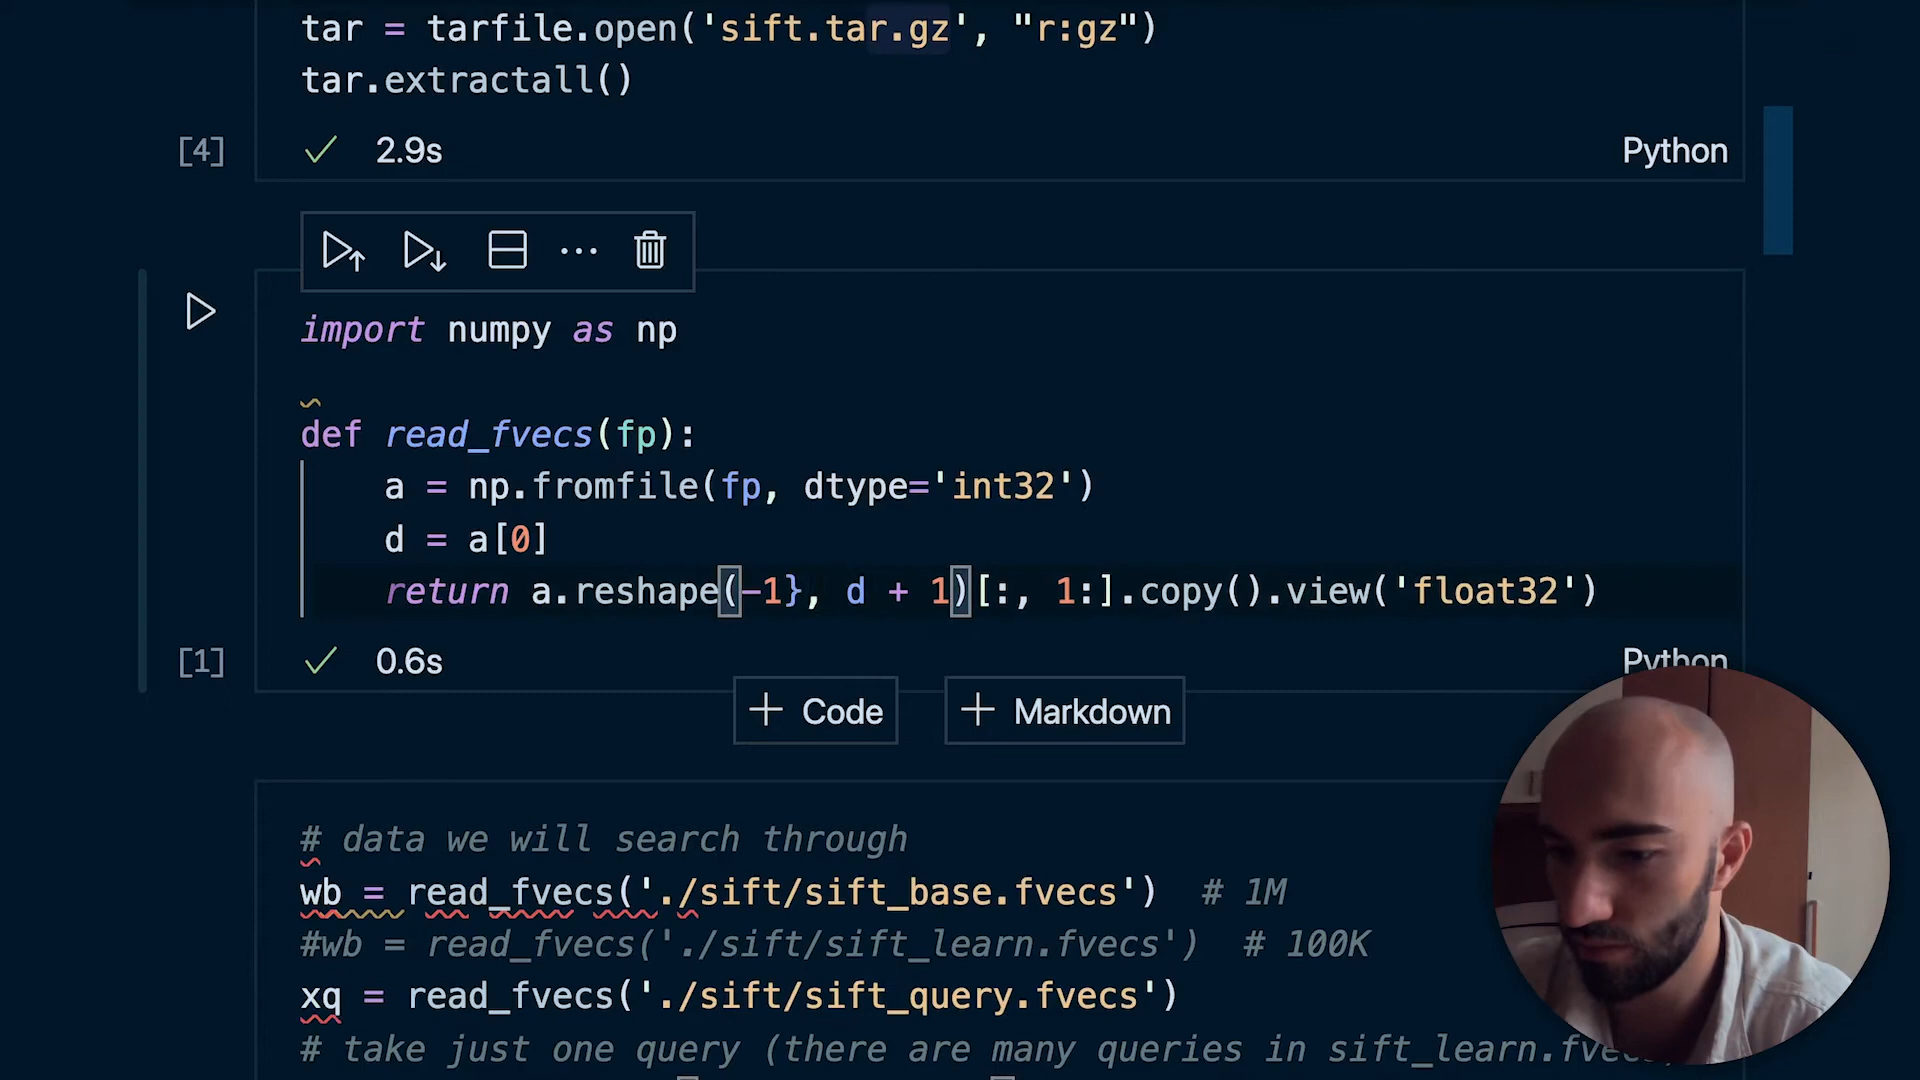 tar = tarfile.open('sift.tar.gz', "r:gz")
tar.extractall()
[4] 2.9s Python
import numpy as np
def read_fvecs(fp):
a = np.fromfile(fp, dtype='int32')
d = a[0]
return a.reshape(-1}, d + 1)[:, 1:].copy().view('float32')
[1] 0.6s Python
+ Code + Markdown
# data we will search through
wb = read_fvecs('./sift/sift_base.fvecs') # 1M
#wb = read_fvecs('./sift/sift_learn.fvecs') # 100K
xq = read_fvecs('./sift/sift_query.fvecs')
# take just one query (there are many queries in sift_learn.fvecs)